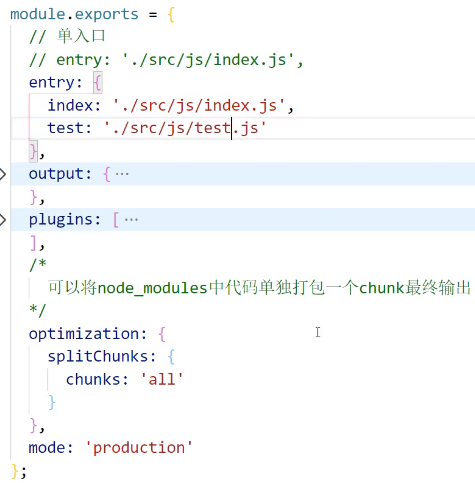 module.exports = {
// 单入口
// entry: './src/js/index.js',
entry: {
index: './src/js/index.js',
test: './src/js/test.js'
},
output: { ···
},
plugins: [ ···
],
/*
可以将node_modules中代码单独打包一个chunk最终输出
*/
optimization: {
splitChunks: {
chunks: 'all'
}
},
mode: 'production'
};